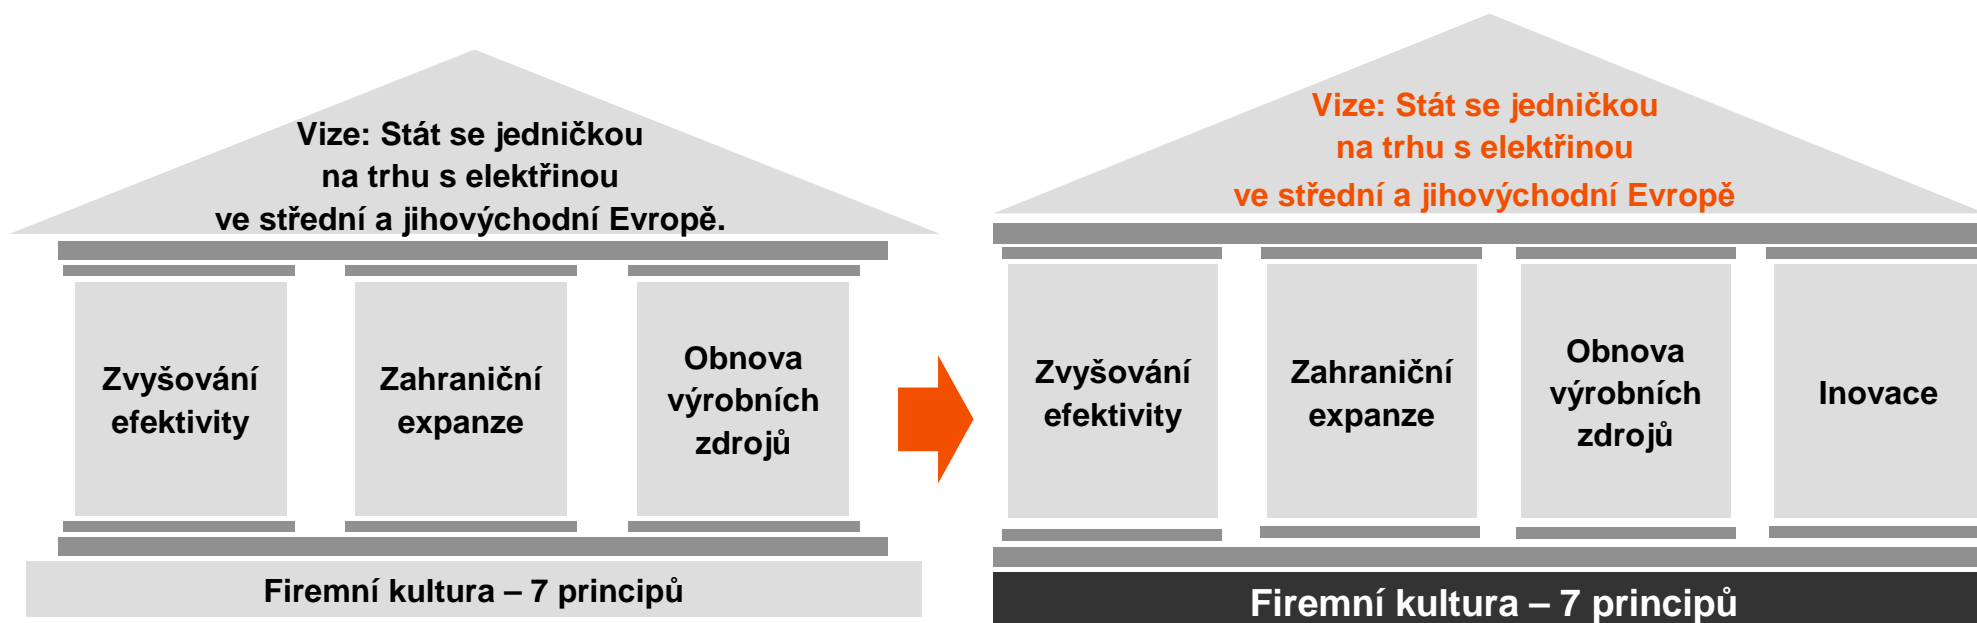 Vize: Stát se jedničkou
na trhu s elektřinou
ve střední a jihovýchodní Evropě.
Zvyšování
efektivity
Zahraniční
expanze
Obnova
výrobních
zdrojů
Firemní kultura – 7 principů
Vize: Stát se jedničkou
na trhu s elektřinou
ve střední a jihovýchodní Evropě
Zvyšování
efektivity
Zahraniční
expanze
Obnova
výrobních
zdrojů
Inovace
Firemní kultura – 7 principů